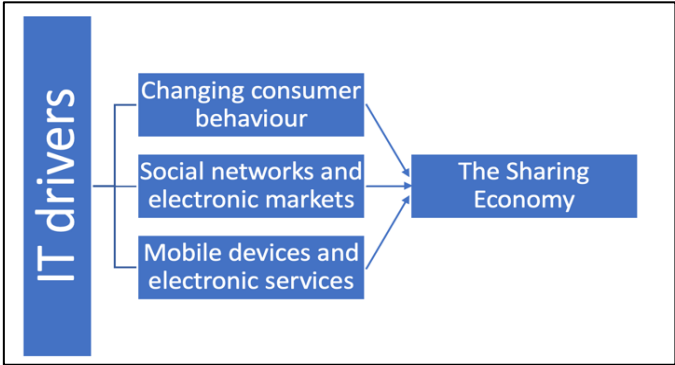 IT drivers
Changing consumer
behaviour
Social networks and
electronic markets
Mobile devices and
electronic services
The Sharing
Economy